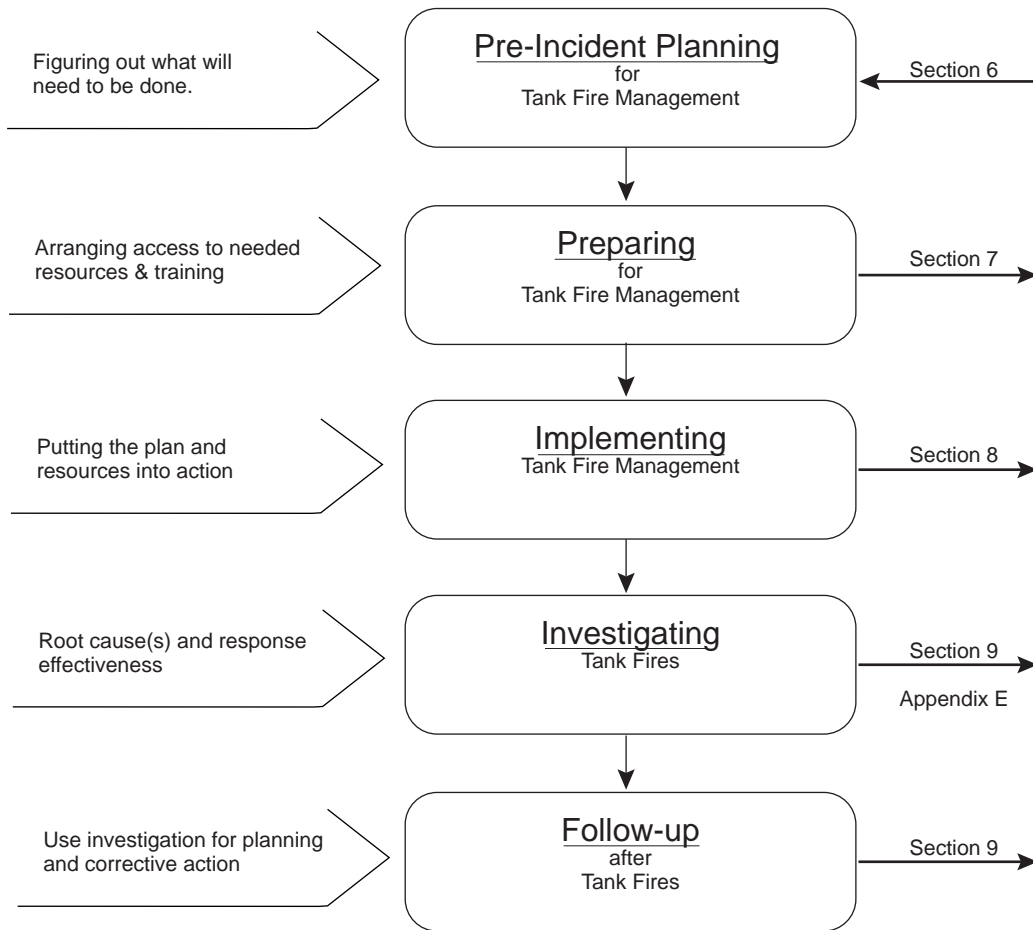 Figuring out what will
need to be done.
Pre-Incident Planning
for
Tank Fire Management
Section 6
Arranging access to needed
resources & training
Preparing
for
Tank Fire Management
Section 7
Putting the plan and
resources into action
Implementing
Tank Fire Management
Section 8
Root cause(s) and response
effectiveness
Investigating
Tank Fires
Section 9
Appendix E
Use investigation for planning
and corrective action
Follow-up
after
Tank Fires
Section 9